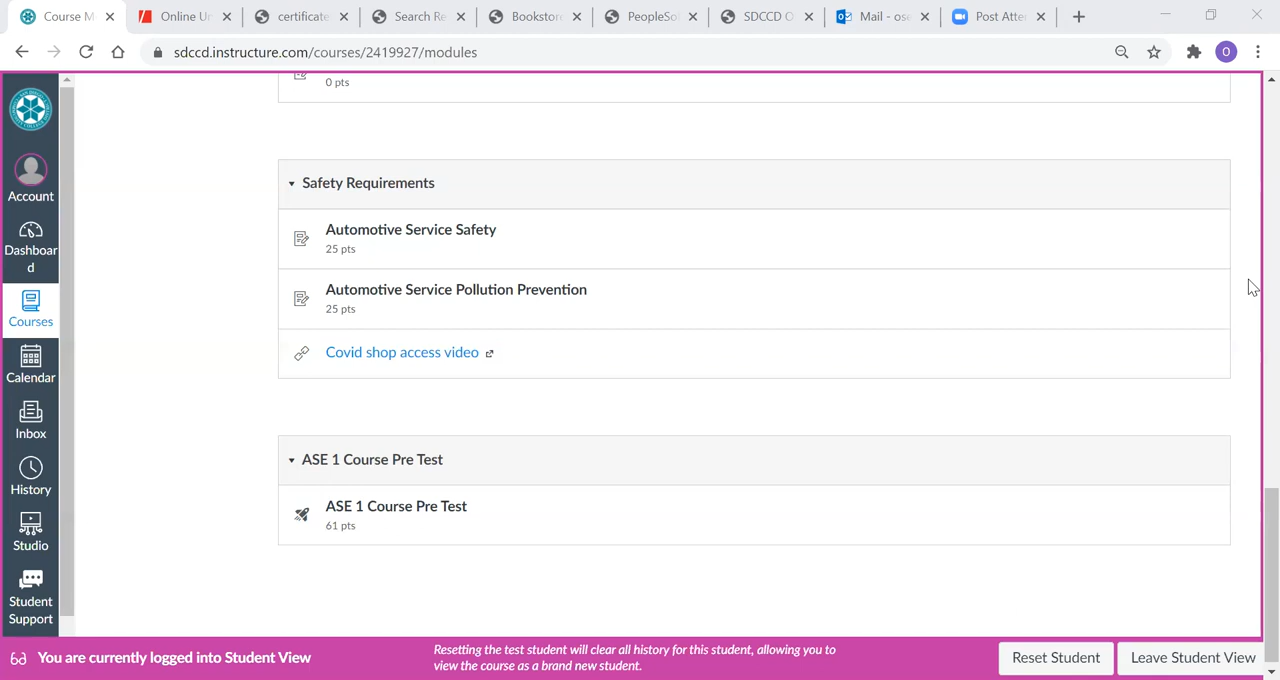 Course M
Online Un
certificate
Search Re
Bookstor
PeopleSo
SDCCD O
Mail - ose
Post Atte
sdccd.instructure.com/courses/2419927/modules
O
0 pts
Account
Dashboar
d
Courses
Calendar
Inbox
History
Studio
Student
Support
Safety Requirements
Automotive Service Safety
25 pts
Automotive Service Pollution Prevention
25 pts
Covid shop access video
ASE 1 Course Pre Test
ASE 1 Course Pre Test
61 pts
You are currently logged into Student View
Resetting the test student will clear all history for this student, allowing you to
view the course as a brand new student.
Reset Student
Leave Student View